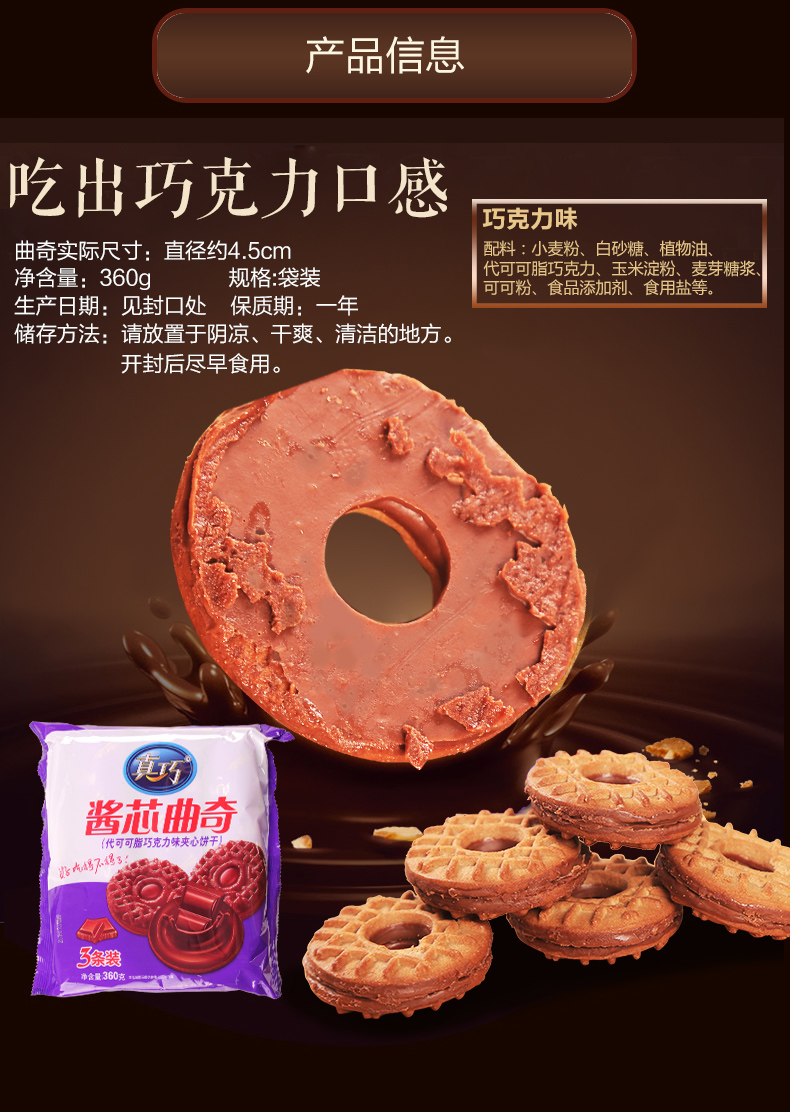 产品信息
吃出巧克力口感
曲奇实际尺寸：直径约4.5cm
净含量：360g 规格:袋装
生产日期：见封口处 保质期：一年
储存方法：请放置于阴凉、干爽、清洁的地方。
开封后尽早食用。
巧克力味
配料：小麦粉、白砂糖、植物油、
代可可脂巧克力、玉米淀粉、麦芽糖浆、
可可粉、食品添加剂、食用盐等。
真巧
酱芯曲奇
(代可可脂巧克力味夹心饼干)
好吃得不得了!
3条装
净含量:360克